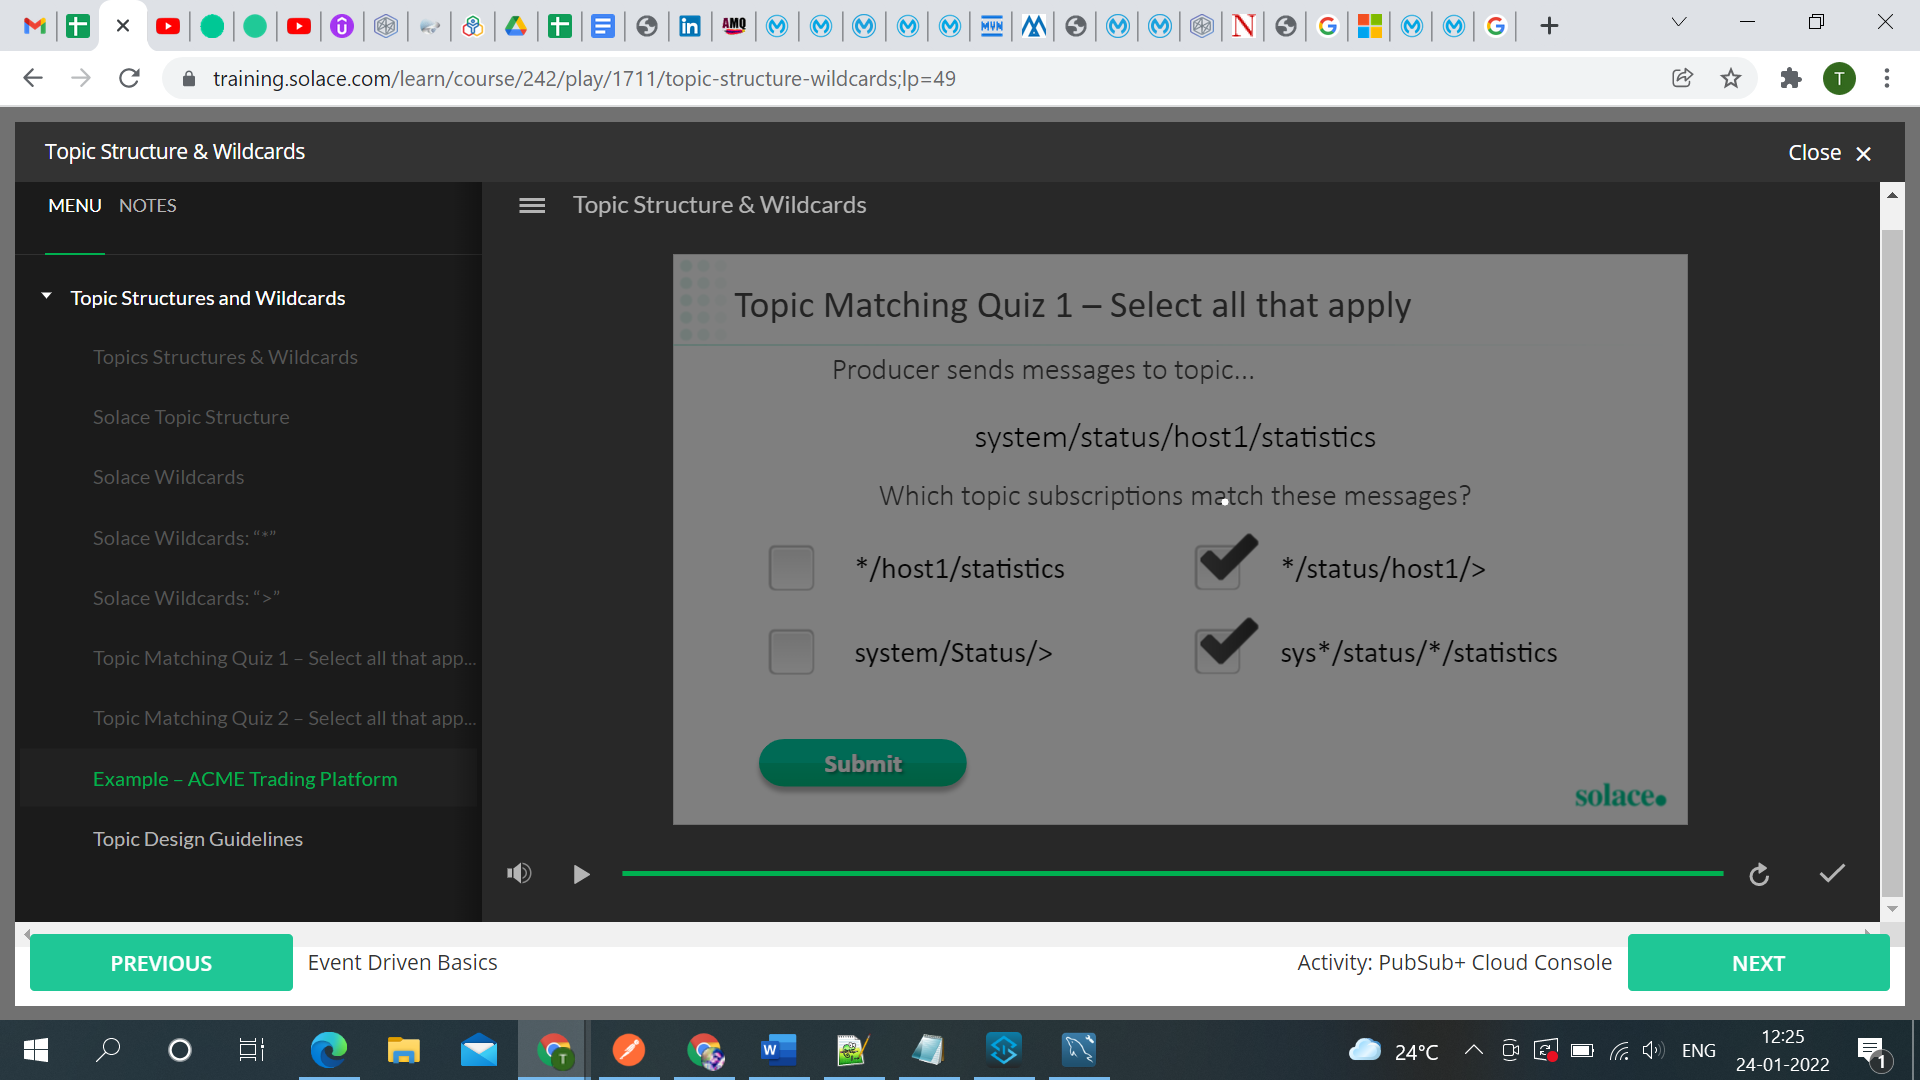 AMQ
MVN
N
training.solace.com/learn/course/242/play/1711/topic-structure-wildcards;lp=49
T
Topic Structure & Wildcards
Close ×
MENU NOTES
Topic Structure & Wildcards
Topic Structures and Wildcards
Topics Structures & Wildcards
Solace Topic Structure
Solace Wildcards
Solace Wildcards: “*”
Solace Wildcards: “>”
Topic Matching Quiz 1 – Select all that app...
Topic Matching Quiz 2 – Select all that app...
Example – ACME Trading Platform
Topic Design Guidelines
Topic Matching Quiz 1 – Select all that apply
Producer sends messages to topic...
system/status/host1/statistics
Which topic subscriptions match these messages?
*/host1/statistics
*/status/host1/>
system/Status/>
sys*/status/*/statistics
Submit
solace.
PREVIOUS
Event Driven Basics
Activity: PubSub+ Cloud Console
NEXT
24°C
ENG
12:25
24-01-2022
1